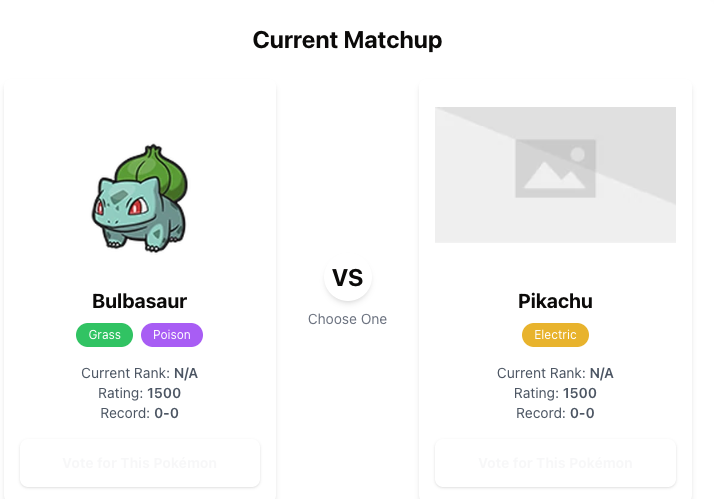 Current Matchup
Bulbasaur
Grass Poison
Current Rank: N/A
Rating: 1500
Record: 0-0
Vote for This Pokémon
VS
Choose One
Pikachu
Electric
Current Rank: N/A
Rating: 1500
Record: 0-0
Vote for This Pokémon